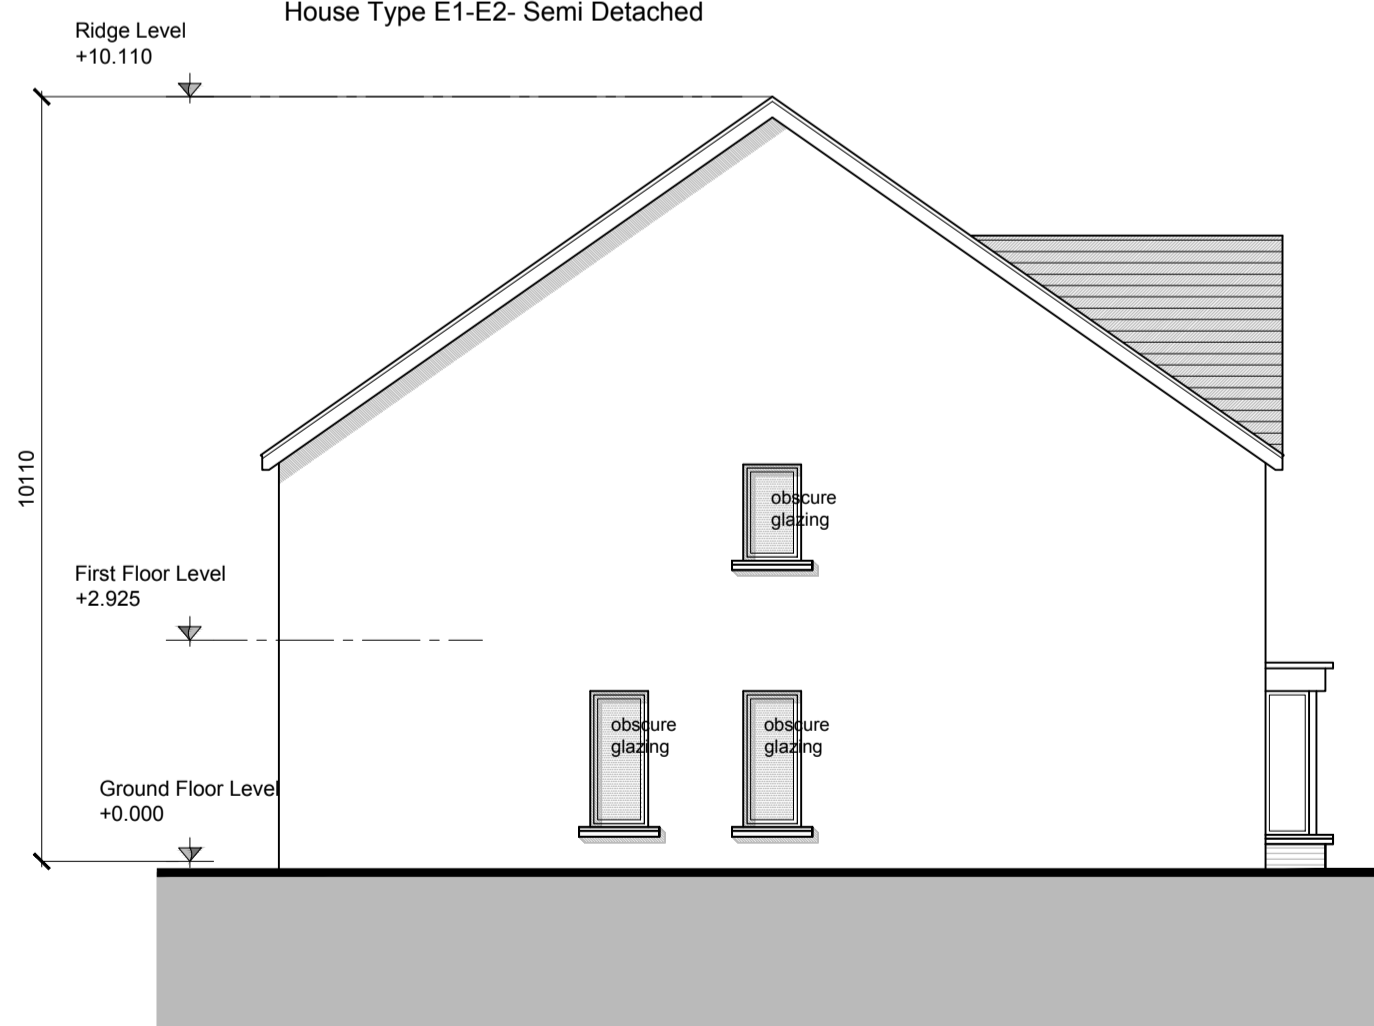 House Type E1-E2- Semi Detached
Ridge Level
+10.110
10110
obscure
glazing
First Floor Level
+2.925
obscure
glazing
obscure
glazing
Ground Floor Level
+0.000